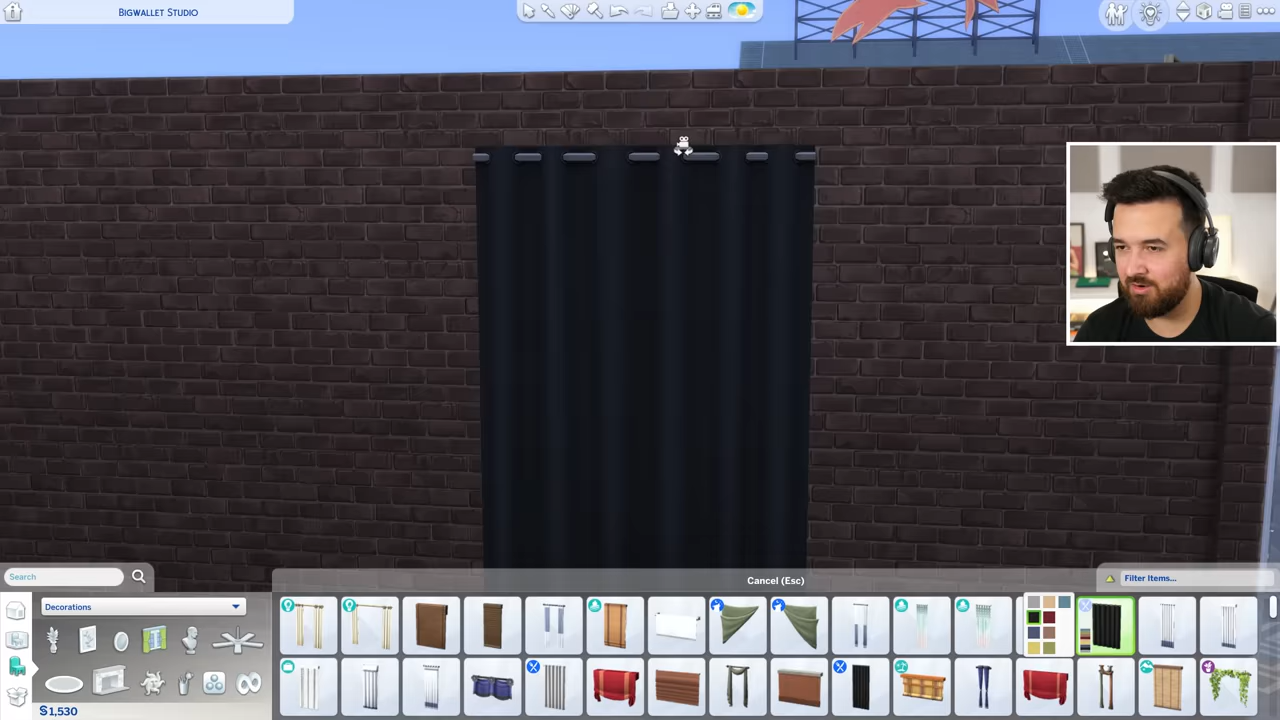 Bigwallet Studio
Cancel (Esc)
Search
Filter Items...
Decorations
§1,530